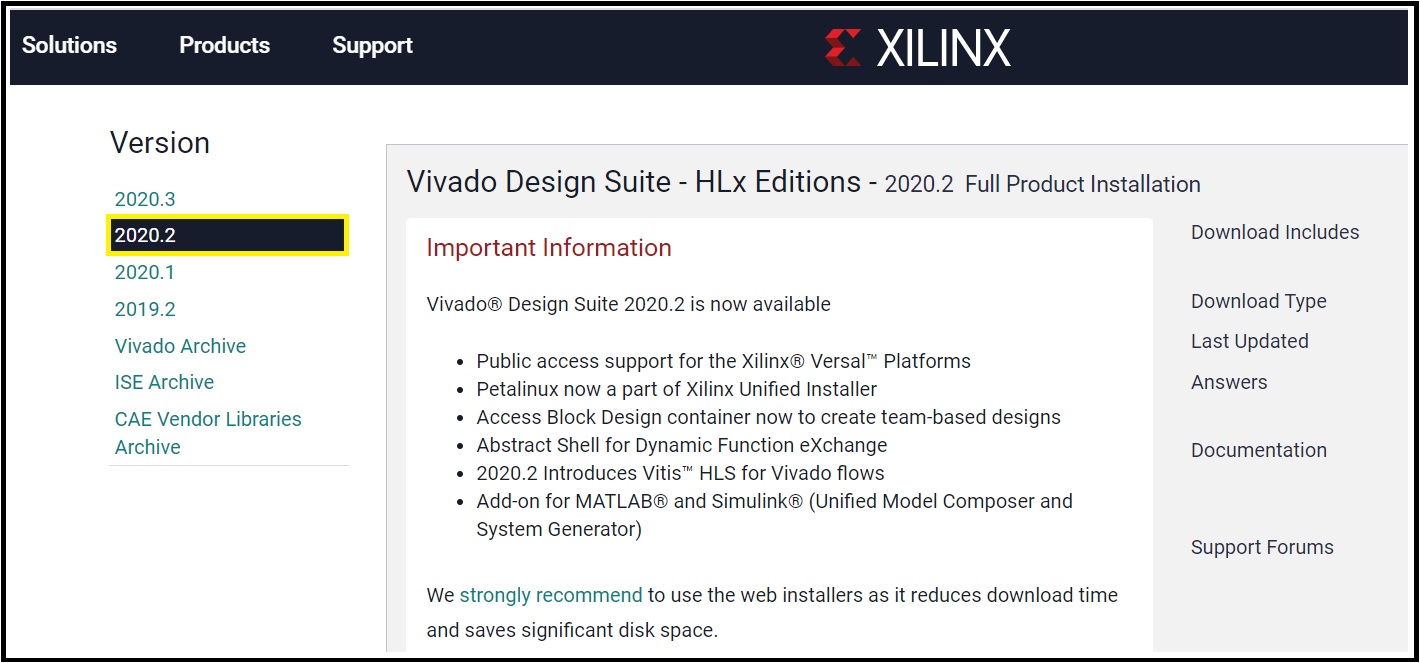 Solutions Products Support XILINX
Version
2020.3
2020.2
2020.1
2019.2
Vivado Archive
ISE Archive
CAE Vendor Libraries
Archive
Vivado Design Suite - HLx Editions - 2020.2 Full Product Installation
Important Information
Vivado® Design Suite 2020.2 is now available
• Public access support for the Xilinx® Versal™ Platforms
• Petalinux now a part of Xilinx Unified Installer
• Access Block Design container now to create team-based designs
• Abstract Shell for Dynamic Function eXchange
• 2020.2 Introduces Vitis™ HLS for Vivado flows
• Add-on for MATLAB® and Simulink® (Unified Model Composer and
System Generator)
We strongly recommend to use the web installers as it reduces download time
and saves significant disk space.
Download Includes
Download Type
Last Updated
Answers
Documentation
Support Forums